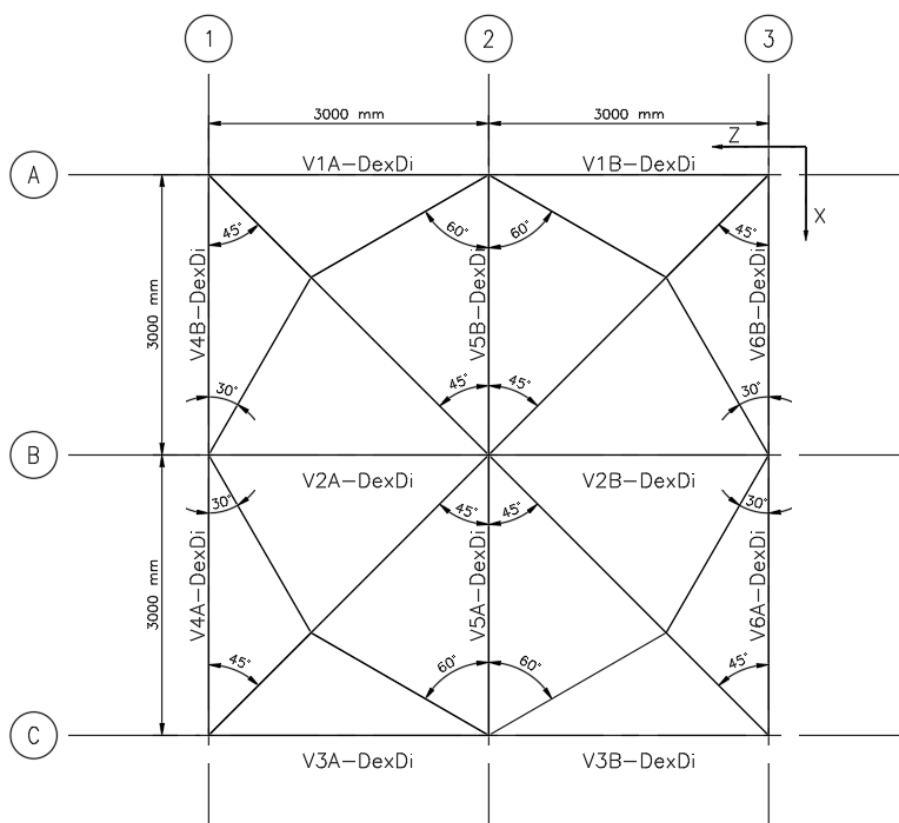 1 2 3
3000 mm 3000 mm
Z
V1A-DexDi V1B-DexDi
A
X
45° 60° 60° 45°
3000 mm
V4B-DexDi V5B-DexDi V6B-DexDi
30° 45° 45° 30°
B
V2A-DexDi V2B-DexDi
30° 45° 45° 30°
3000 mm
V4A-DexDi V5A-DexDi V6A-DexDi
45° 60° 60° 45°
C
V3A-DexDi V3B-DexDi